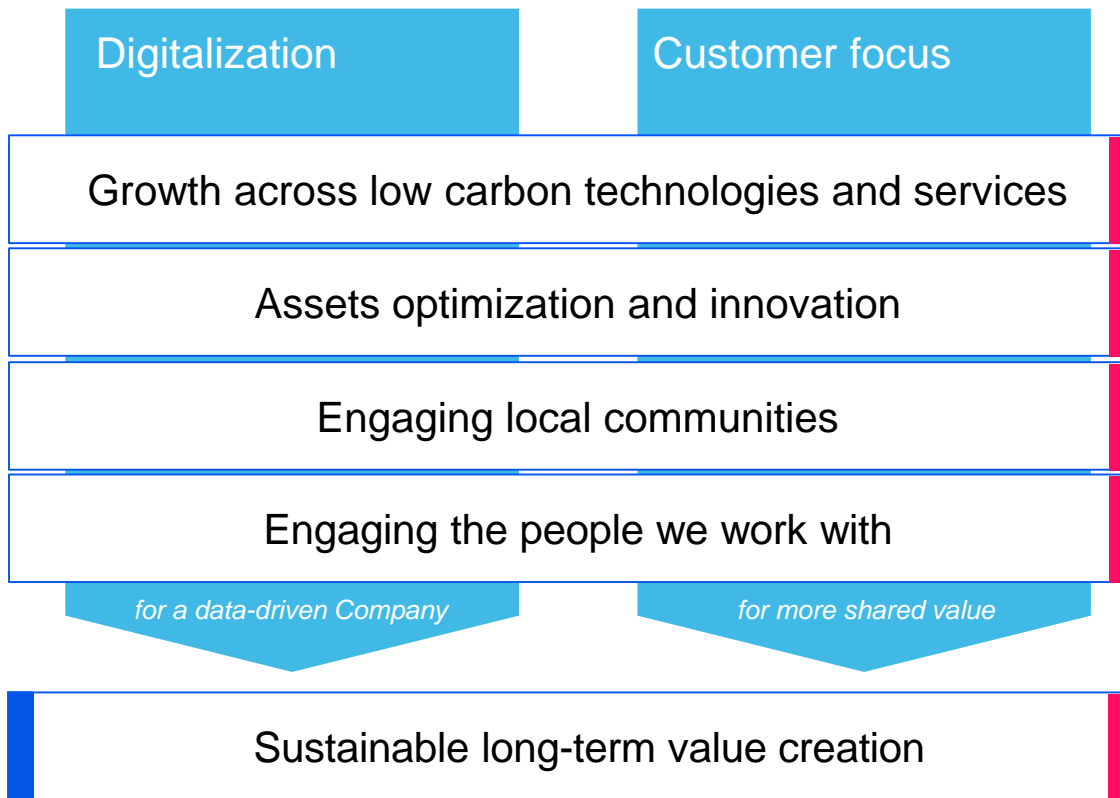 Digitalization
Customer focus
Growth across low carbon technologies and services
Assets optimization and innovation
Engaging local communities
Engaging the people we work with
for a data-driven Company
for more shared value
Sustainable long-term value creation